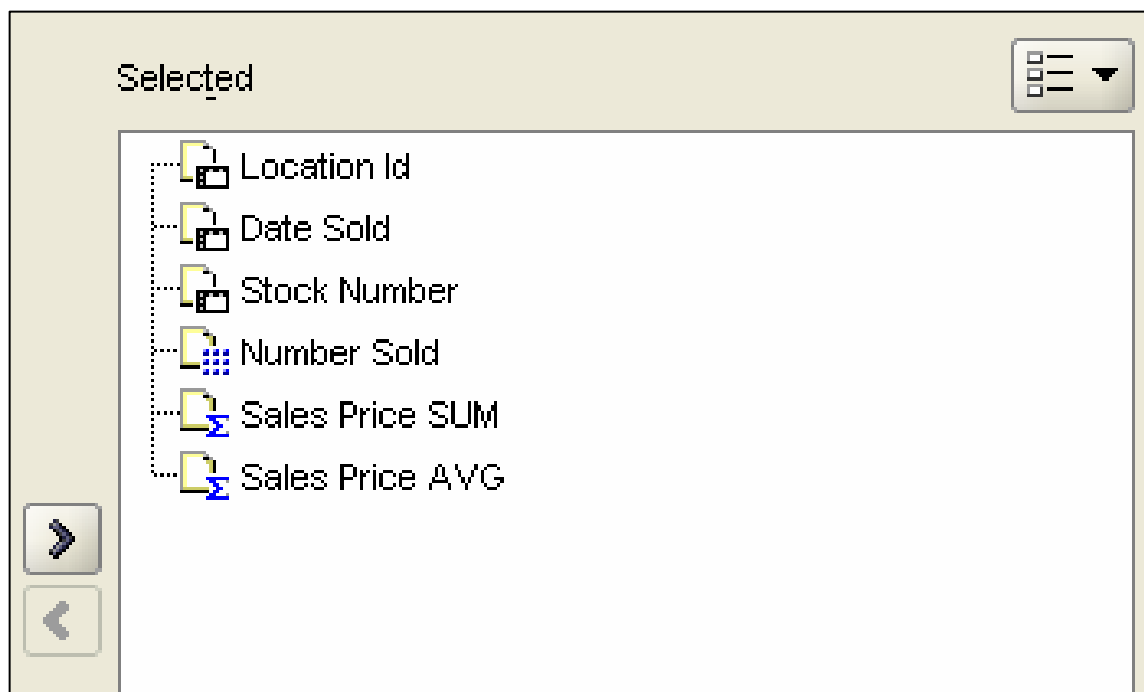 Selected
Location Id
Date Sold
Stock Number
Number Sold
Sales Price SUM
Sales Price AVG